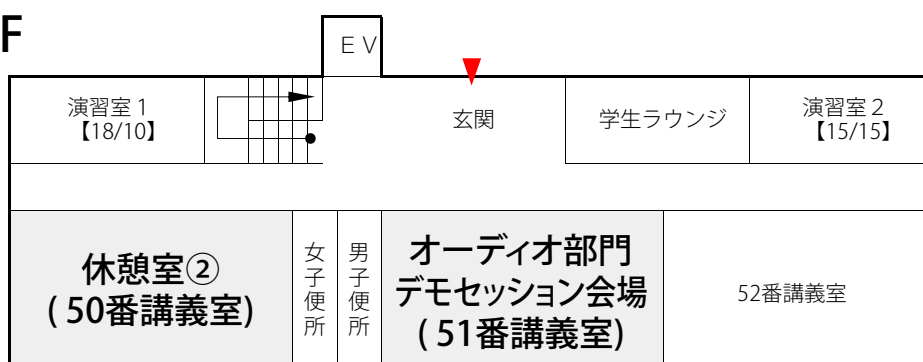 F
ＥＶ
演習室１
【18/10】
玄関
学生ラウンジ
演習室２
【15/15】
休憩室②
( 50番講義室)
女子便所
男子便所
オーディオ部門
デモセッション会場
( 51番講義室)
52番講義室